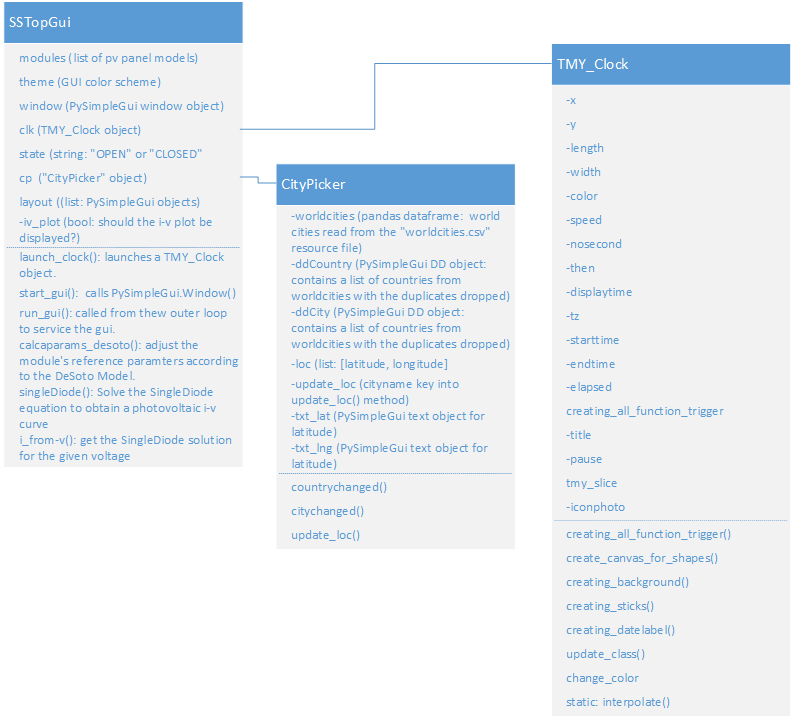 SSTopGui
modules (list of pv panel models)
theme (GUI color scheme)
window (PySimpleGui window object)
clk (TMY_Clock object)
state (string: "OPEN" or "CLOSED"
cp  ("CityPicker" object)
layout ((list: PySimpleGui objects)
-iv_plot (bool: should the i-v plot be
displayed?)
launch_clock(): launches a TMY_Clock
object.
start_gui():  calls PySimpleGui.Window()
run_gui(): called from thew outer loop
to service the gui.
calcaparams_desoto(): adjust the
module's reference paramters according
to the DeSoto Model.
singleDiode(): Solve the SingleDiode
equation to obtain a photovoltaic i-v
curve
i_from-v(): get the SingleDiode solution
for the given voltage
CityPicker
-worldcities (pandas dataframe:  world
cities read from the "worldcities.csv"
resource file)
-ddCountry (PySimpleGui DD object:
contains a list of countries from
worldcities with the duplicates dropped)
-ddCity (PySimpleGui DD object:
contains a list of countries from
worldcities with the duplicates dropped)
-loc (list: [latitude, longitude]
-update_loc (cityname key into
update_loc() method)
-txt_lat (PySimpleGui text object for
latitude)
-txt_lng (PySimpleGui text object for
latitude)
countrychanged()
citychanged()
update_loc()
TMY_Clock
-x
-y
-length
-width
-color
-speed
-nosecond
-then
-displaytime
-tz
-starttime
-endtime
-elapsed
creating_all_function_trigger
-title
-pause
tmy_slice
-iconphoto
creating_all_function_trigger()
create_canvas_for_shapes()
creating_background()
creating_sticks()
creating_datelabel()
update_class()
change_color
static: interpolate()